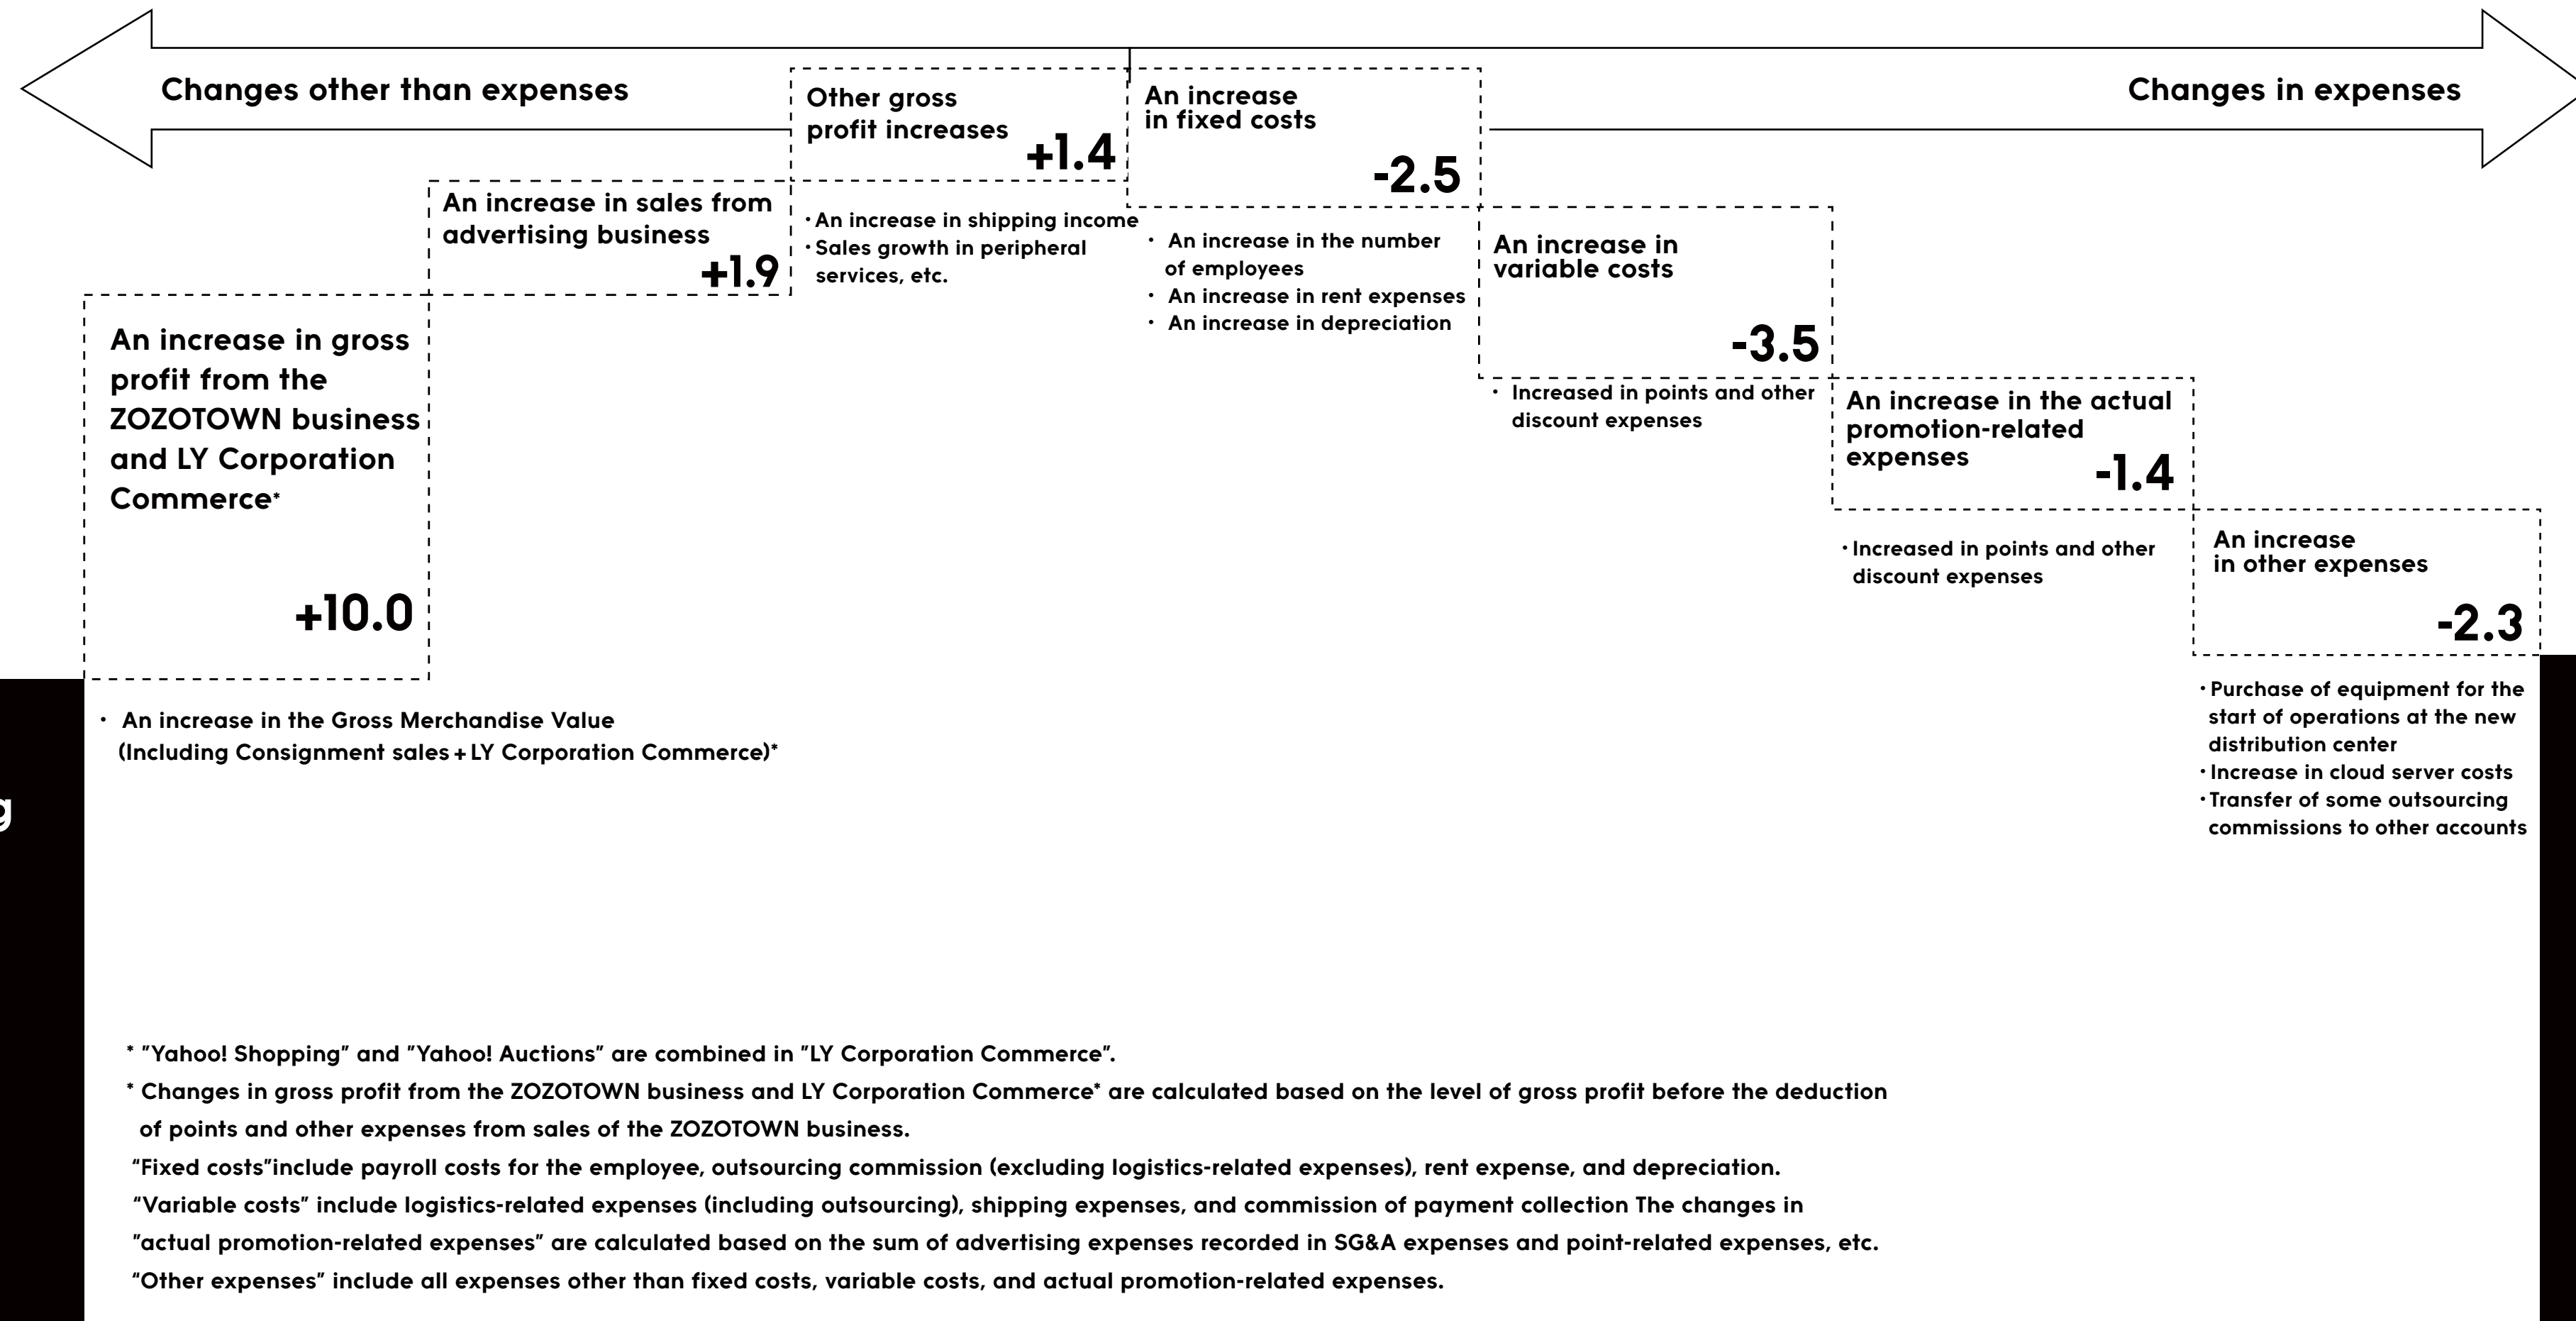 Changes other than expenses
Changes in expenses
Other gross
profit increases
+1.4
An increase
in fixed costs
-2.5
An increase in sales from
advertising business
+1.9
・An increase in shipping income
・Sales growth in peripheral
services, etc.
・ An increase in the number
of employees
・ An increase in rent expenses
・ An increase in depreciation
An increase in
variable costs
-3.5
・ Increased in points and other
discount expenses
An increase in gross
profit from the
ZOZOTOWN business
and LY Corporation
Commerce*
+10.0
An increase in the actual
promotion-related
expenses
-1.4
・Increased in points and other
discount expenses
An increase
in other expenses
-2.3
・ An increase in the Gross Merchandise Value
(Including Consignment sales+LY Corporation Commerce)*
・Purchase of equipment for the
start of operations at the new
distribution center
・Increase in cloud server costs
・Transfer of some outsourcing
commissions to other accounts
g
* "Yahoo! Shopping" and "Yahoo! Auctions" are combined in "LY Corporation Commerce".
* Changes in gross profit from the ZOZOTOWN business and LY Corporation Commerce* are calculated based on the level of gross profit before the deduction
of points and other expenses from sales of the ZOZOTOWN business.
“Fixed costs"include payroll costs for the employee, outsourcing commission (excluding logistics-related expenses), rent expense, and depreciation.
“Variable costs” include logistics-related expenses (including outsourcing), shipping expenses, and commission of payment collection The changes in
"actual promotion-related expenses” are calculated based on the sum of advertising expenses recorded in SG&A expenses and point-related expenses, etc.
“Other expenses” include all expenses other than fixed costs, variable costs, and actual promotion-related expenses.